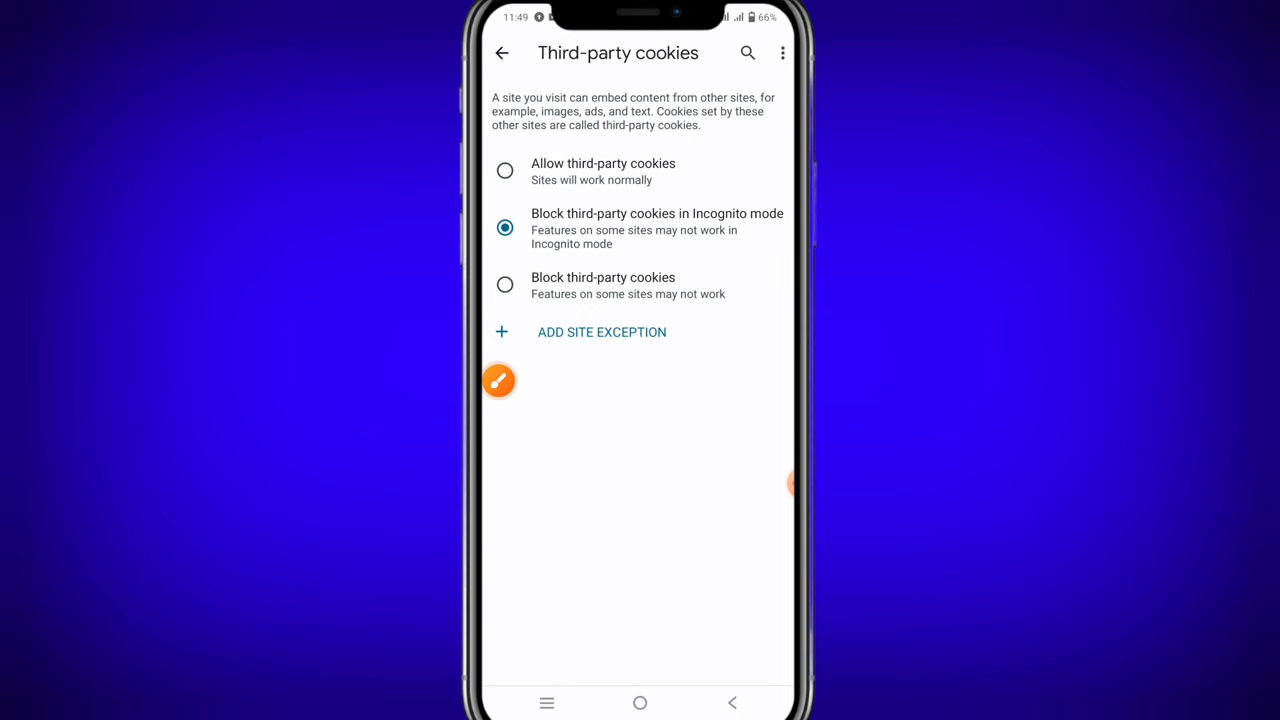 11:49
66%
Third-party cookies
A site you visit can embed content from other sites, for
example, images, ads, and text. Cookies set by these
other sites are called third-party cookies.
Allow third-party cookies
Sites will work normally
Block third-party cookies in Incognito mode
Features on some sites may not work in
Incognito mode
Block third-party cookies
Features on some sites may not work
+ ADD SITE EXCEPTION